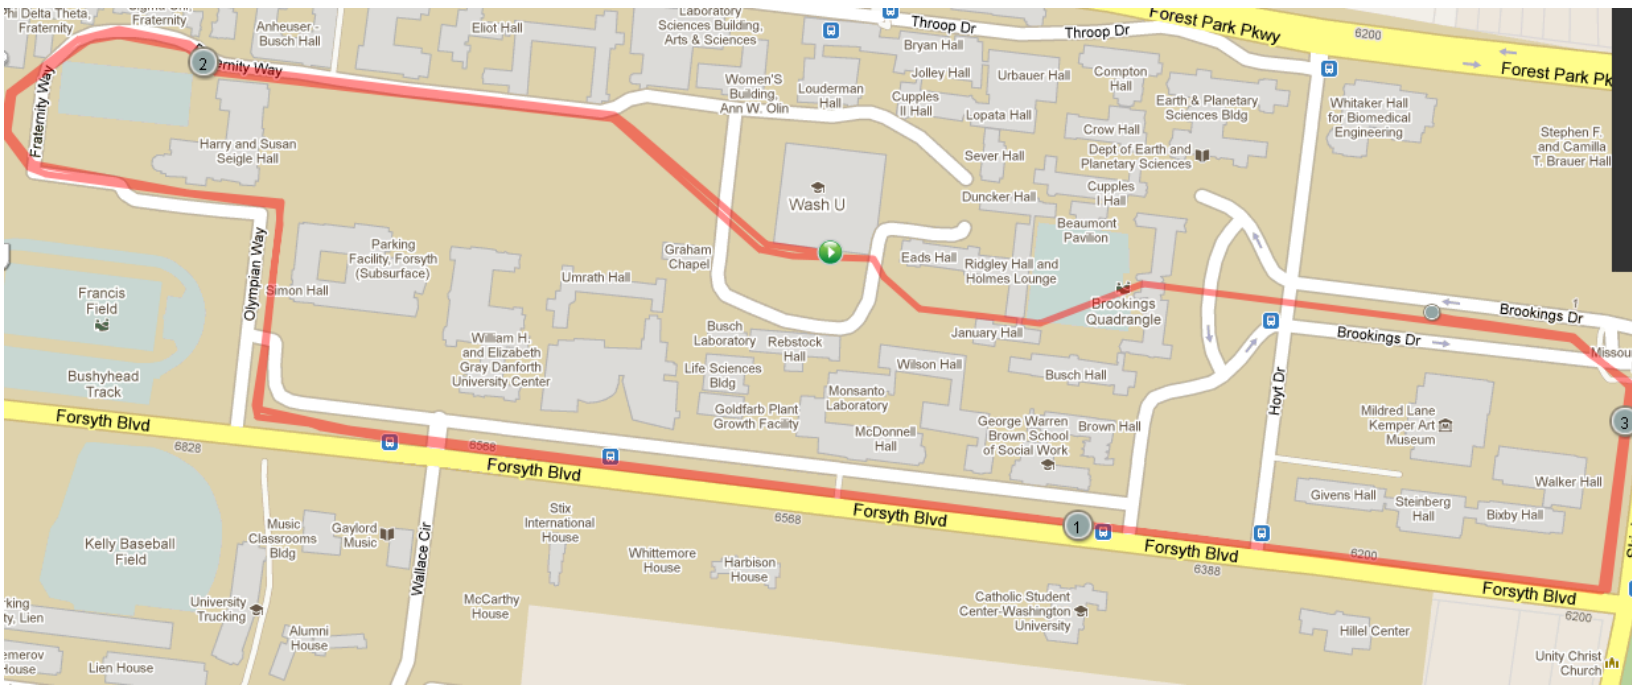 Phi Delta Theta,
Fraternity
Fraternity
Anheuser -
Busch Hall
Eliot Hall
Laboratory
Sciences Building,
Arts & Sciences
Throop Dr
Throop Dr
Forest Park Pkwy
6200
Forest Park Pk
Bryan Hall
Jolley Hall
Urbauer Hall
Compton
Hall
Women'S
Building,
Ann W. Olin
Louderman
Hall
Cupples
II Hall
Lopata Hall
Earth & Planetary
Sciences Bldg
Whitaker Hall
for Biomedical
Engineering
Stephen F.
and Camilla
T. Brauer Hall
Crow Hall
Dept of Earth and
Planetary Sciences
Sever Hall
2
ernity Way
Fraternity Way
Harry and Susan
Seigle Hall
Wash U
Duncker Hall
Cupples
I Hall
Beaumont
Pavilion
Eads Hall
Ridgley Hall and
Holmes Lounge
Brookings
Quadrangle
January Hall
Graham
Chapel
Parking
Facility, Forsyth
(Subsurface)
Umrath Hall
Simon Hall
Olympian Way
Francis
Field
Bushyhead
Track
William H.
and Elizabeth
Gray Danforth
University Center
Busch
Laboratory
Rebstock
Hall
Life Sciences
Bldg
Wilson Hall
Busch Hall
Monsanto
Laboratory
Goldfarb Plant
Growth Facility
McDonnell
Hall
George Warren
Brown School
of Social Work
Brown Hall
Brookings Dr
Brookings Dr
Missou
Hoyt Dr
Mildred Lane
Kemper Art
Museum
3
Walker Hall
Givens Hall
Steinberg
Hall
Bixby Hall
Forsyth Blvd
6828
6568
Forsyth Blvd
6568
Forsyth Blvd
1
Forsyth Blvd
6388
6200
Forsyth Blvd
6200
Kelly Baseball
Field
Music
Classrooms
Bldg
Gaylord
Music
Wallace Cir
Stix
International
House
Whittemore
House
Harbison
House
McCarthy
House
University
Trucking
Alumni
House
Lien House
rking
ty, Lien
emerov
House
Catholic Student
Center-Washington
University
Hillel Center
Unity Christ
Church